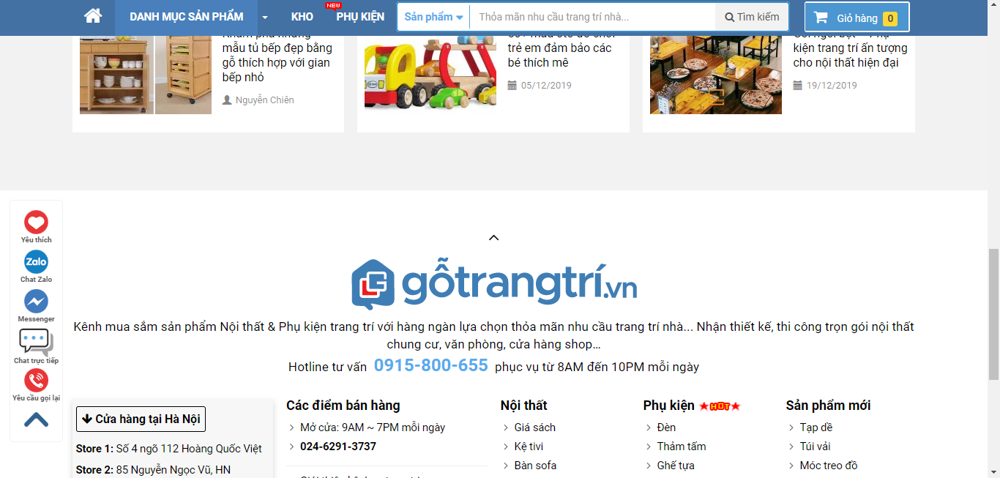 NEW
DANH MỤC SẢN PHẨM
KHO
PHỤ KIỆN
Sản phẩm
Thỏa mãn nhu cầu trang trí nhà...
Tìm kiếm
Giỏ hàng 0
mẫu tủ bếp đẹp bằng
gỗ thích hợp với gian
bếp nhỏ
Nguyễn Chiên
trẻ em đảm bảo các
bé thích mê
05/12/2019
kiện trang trí ấn tượng
cho nội thất hiện đại
19/12/2019
Yêu thích
Zalo
Chat Zalo
Messenger
Chat trực tiếp
Yêu cầu gọi lại
gỗtrangtrí.vn
Kênh mua sắm sản phẩm Nội thất & Phụ kiện trang trí với hàng ngàn lựa chọn thỏa mãn nhu cầu trang trí nhà... Nhận thiết kế, thi công trọn gói nội thất
chung cư, văn phòng, cửa hàng shop...
Hotline tư vấn 0915-800-655 phục vụ từ 8AM đến 10PM mỗi ngày
Cửa hàng tại Hà Nội
Store 1: Số 4 ngõ 112 Hoàng Quốc Việt
Store 2: 85 Nguyễn Ngọc Vũ, HN
Các điểm bán hàng
Mở cửa: 9AM ~ 7PM mỗi ngày
024-6291-3737
Nội thất
Giá sách
Kệ tivi
Bàn sofa
Phụ kiện HOT
Đèn
Thảm tấm
Ghế tựa
Sản phẩm mới
Tạp dề
Túi vải
Móc treo đồ